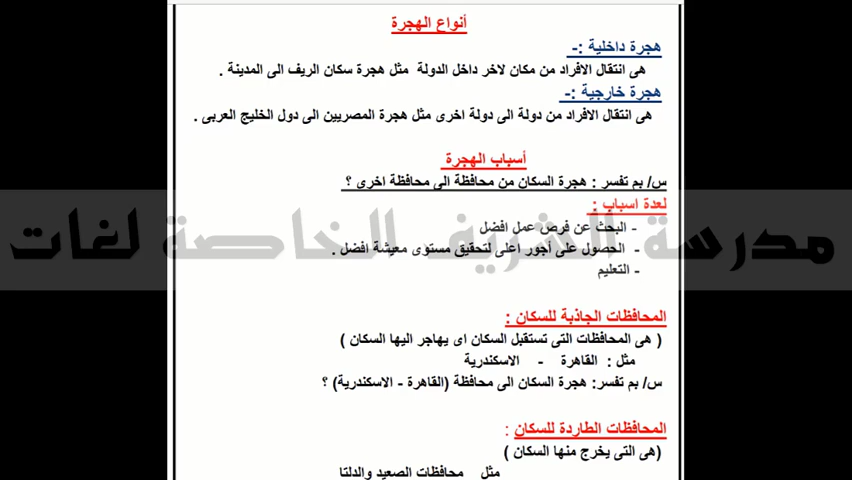 أنواع الهجرة
هجرة داخلية :-
هى انتقال الافراد من مكان لاخر داخل الدولة مثل هجرة سكان الريف الى المدينة .
هجرة خارجية :-
هى انتقال الافراد من دولة الى دولة اخرى مثل هجرة المصريين الى دول الخليج العربى .
أسباب الهجرة
س/ بم تفسر : هجرة السكان من محافظة الى محافظة اخرى ؟
لعدة اسباب :
- البحث عن فرص عمل افضل
- الحصول على أجور اعلى لتحقيق مستوى معيشة افضل .
- التعليم
مدرسة الشريف الخاصة لغات
المحافظات الجاذبة للسكان :
( هى المحافظات التى تستقبل السكان اى يهاجر اليها السكان )
مثل : القاهرة - الاسكندرية
س/ بم تفسر: هجرة السكان الى محافظة (القاهرة - الاسكندرية) ؟
المحافظات الطاردة للسكان :
(هى التى يخرج منها السكان )
مثل محافظات الصعيد والدلتا